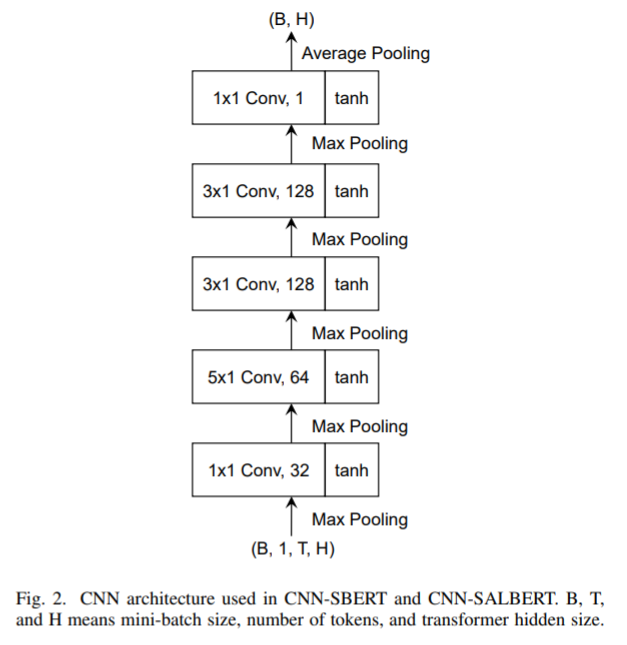 (B, H)
Average Pooling
1x1 Conv, 1 tanh
Max Pooling
3x1 Conv, 128 tanh
Max Pooling
3x1 Conv, 128 tanh
Max Pooling
5x1 Conv, 64 tanh
Max Pooling
1x1 Conv, 32 tanh
Max Pooling
(B, 1, T, H)
Fig. 2. CNN architecture used in CNN-SBERT and CNN-SALBERT. B, T,
and H means mini-batch size, number of tokens, and transformer hidden size.